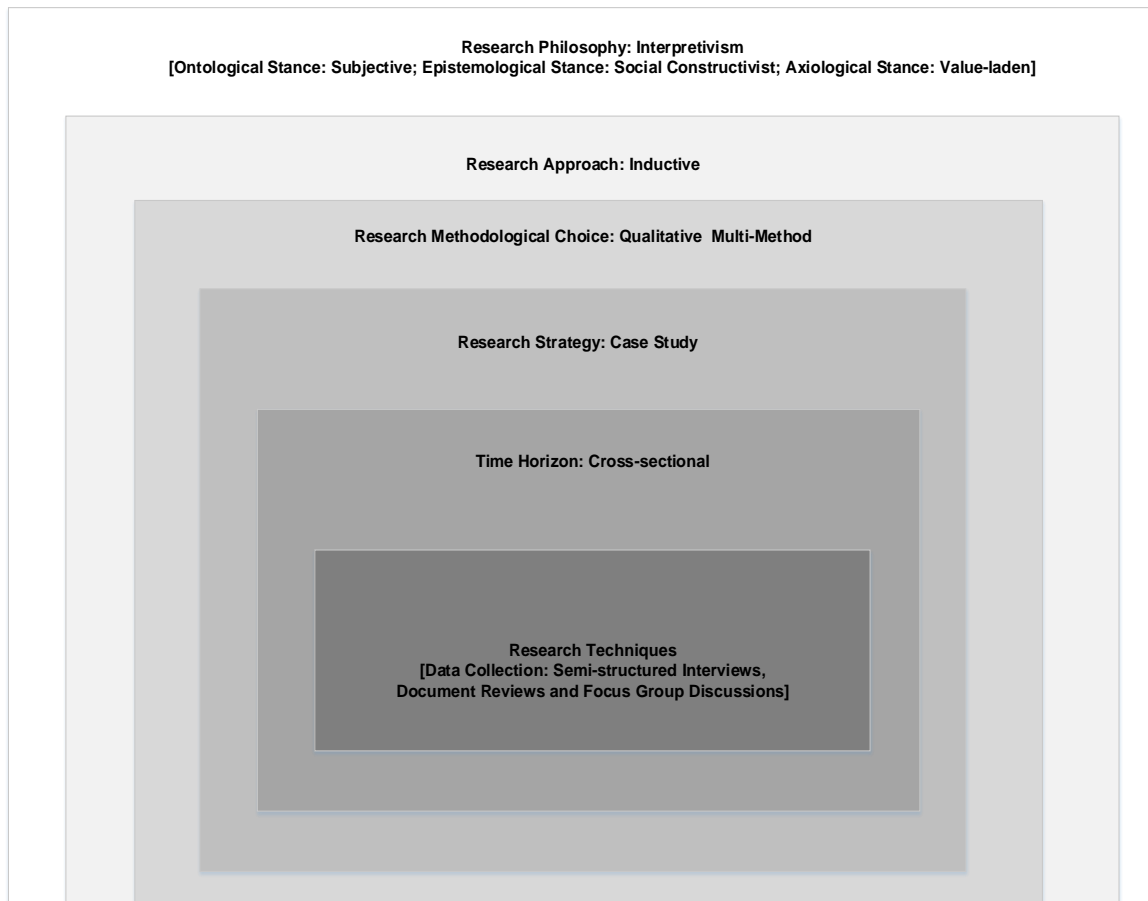 Research Philosophy: Interpretivism
[Ontological Stance: Subjective; Epistemological Stance: Social Constructivist; Axiological Stance: Value-laden]
Research Approach: Inductive
Research Methodological Choice: Qualitative  Multi-Method
Research Strategy: Case Study
Time Horizon: Cross-sectional
Research Techniques
[Data Collection: Semi-structured Interviews,
Document Reviews and Focus Group Discussions]